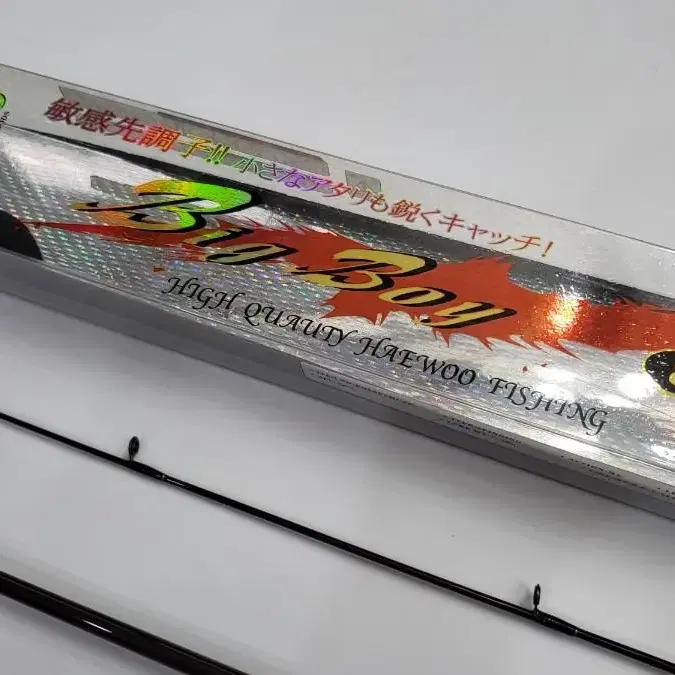 敏感先調子!! 小さなアタリも鋭くキャッチ!
Big Boy
HIGH QUAUTY HAEWOO FISHING